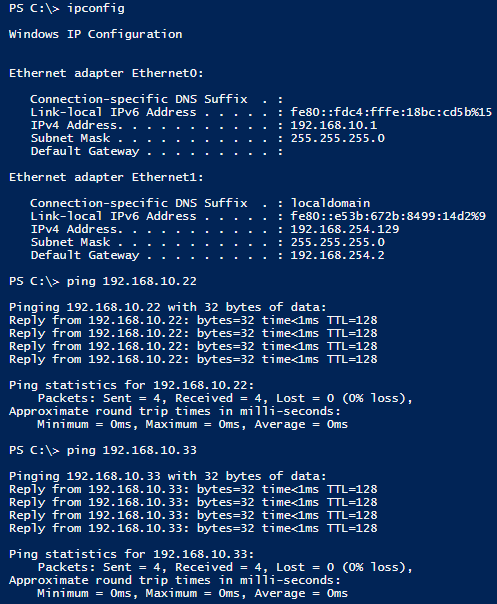 PS C:\> ipconfig
Windows IP Configuration
Ethernet adapter Ethernet0:
Connection-specific DNS Suffix  . :
Link-local IPv6 Address . . . . . : fe80::fdc4:fffe:18bc:cd5b%15
IPv4 Address. . . . . . . . . . . : 192.168.10.1
Subnet Mask . . . . . . . . . . . : 255.255.255.0
Default Gateway . . . . . . . . . :
Ethernet adapter Ethernet1:
Connection-specific DNS Suffix  . : localdomain
Link-local IPv6 Address . . . . . : fe80::e53b:672b:8499:14d2%9
IPv4 Address. . . . . . . . . . . : 192.168.254.129
Subnet Mask . . . . . . . . . . . : 255.255.255.0
Default Gateway . . . . . . . . . : 192.168.254.2
PS C:\> ping 192.168.10.22
Pinging 192.168.10.22 with 32 bytes of data:
Reply from 192.168.10.22: bytes=32 time<1ms TTL=128
Reply from 192.168.10.22: bytes=32 time<1ms TTL=128
Reply from 192.168.10.22: bytes=32 time<1ms TTL=128
Reply from 192.168.10.22: bytes=32 time<1ms TTL=128
Ping statistics for 192.168.10.22:
Packets: Sent = 4, Received = 4, Lost = 0 (0% loss),
Approximate round trip times in milli-seconds:
Minimum = 0ms, Maximum = 0ms, Average = 0ms
PS C:\> ping 192.168.10.33
Pinging 192.168.10.33 with 32 bytes of data:
Reply from 192.168.10.33: bytes=32 time<1ms TTL=128
Reply from 192.168.10.33: bytes=32 time<1ms TTL=128
Reply from 192.168.10.33: bytes=32 time<1ms TTL=128
Reply from 192.168.10.33: bytes=32 time<1ms TTL=128
Ping statistics for 192.168.10.33:
Packets: Sent = 4, Received = 4, Lost = 0 (0% loss),
Approximate round trip times in milli-seconds:
Minimum = 0ms, Maximum = 0ms, Average = 0ms